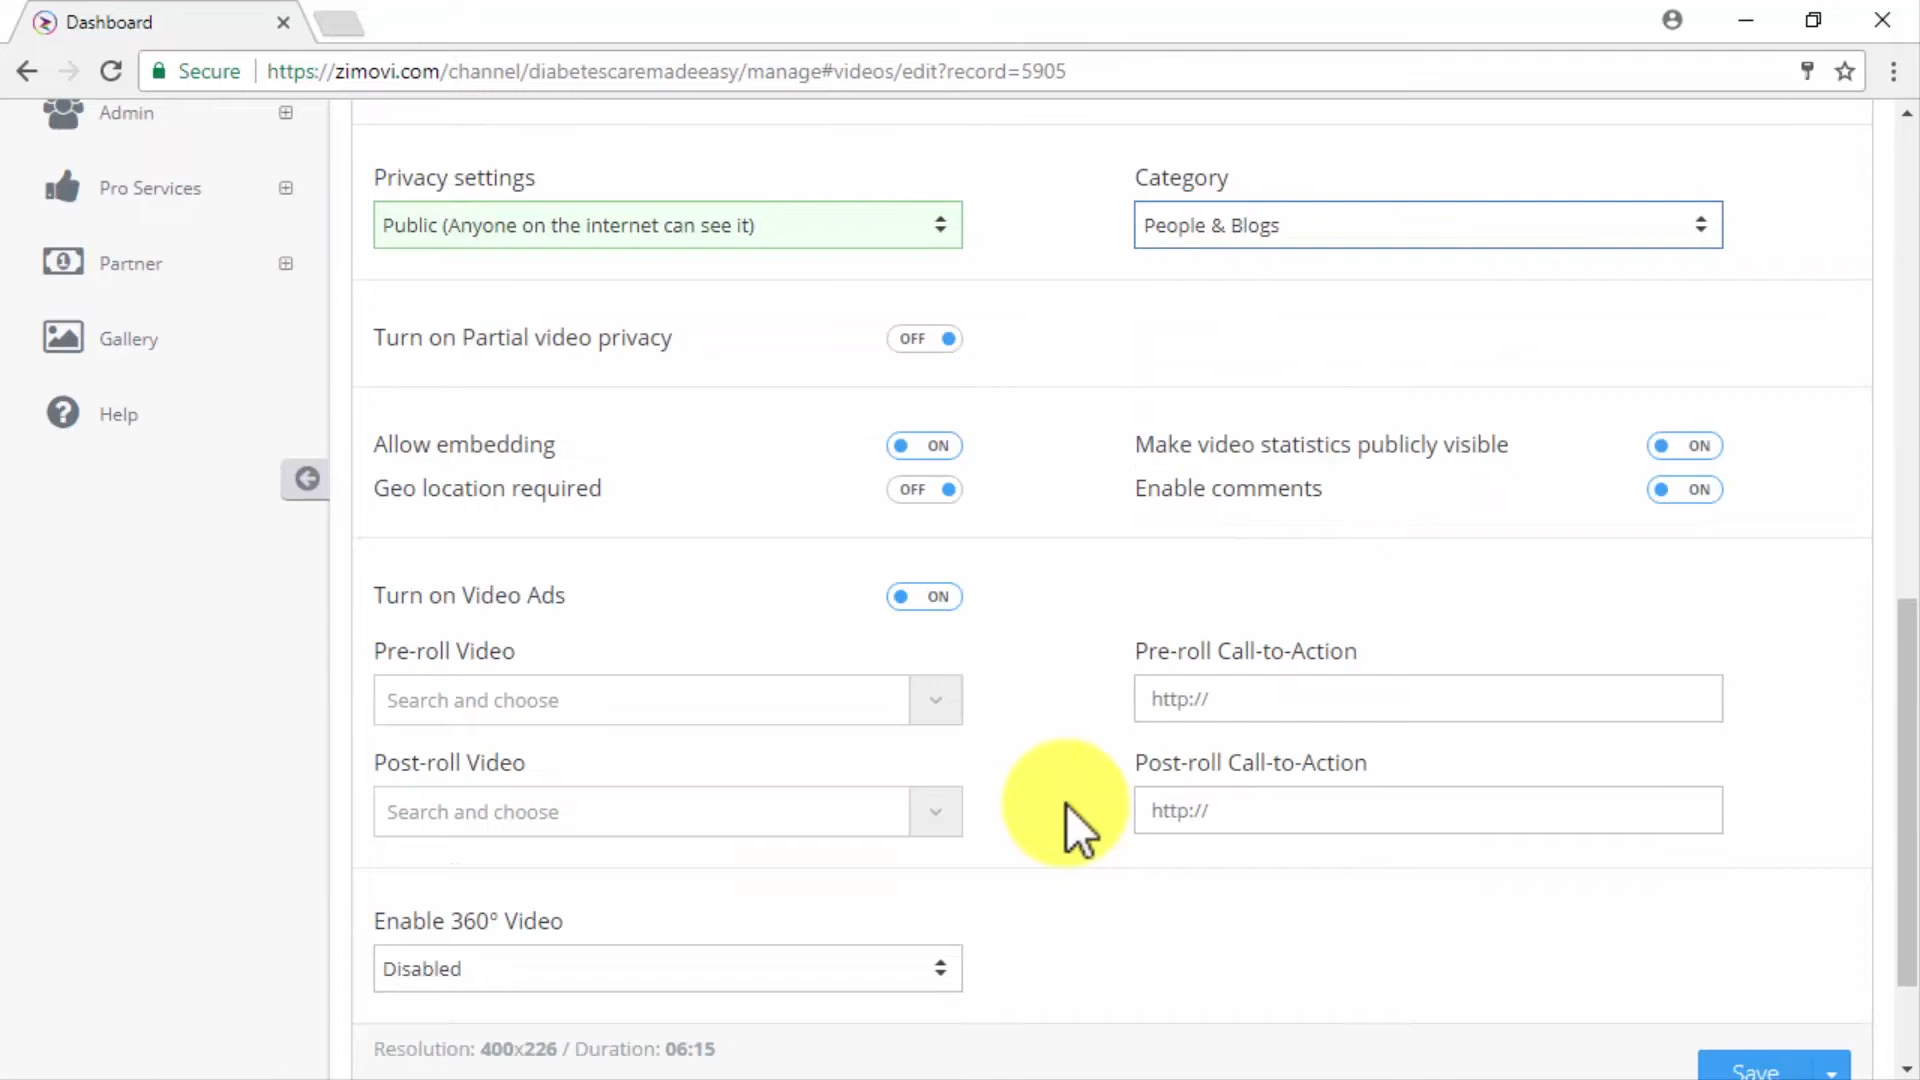 Dashboard
Secure https://zimovi.com/channel/diabetescaremadeeasy/manage#videos/edit?record=5905
Admin
Pro Services
Partner
Gallery
Help
Privacy settings
Category
Public (Anyone on the internet can see it)
People & Blogs
Turn on Partial video privacy
OFF
Allow embedding
ON
Make video statistics publicly visible
ON
Geo location required
OFF
Enable comments
ON
Turn on Video Ads
ON
Pre-roll Video
Pre-roll Call-to-Action
Search and choose
http://
Post-roll Video
Post-roll Call-to-Action
Search and choose
http://
Enable 360° Video
Disabled
Resolution: 400x226 / Duration: 06:15
Save